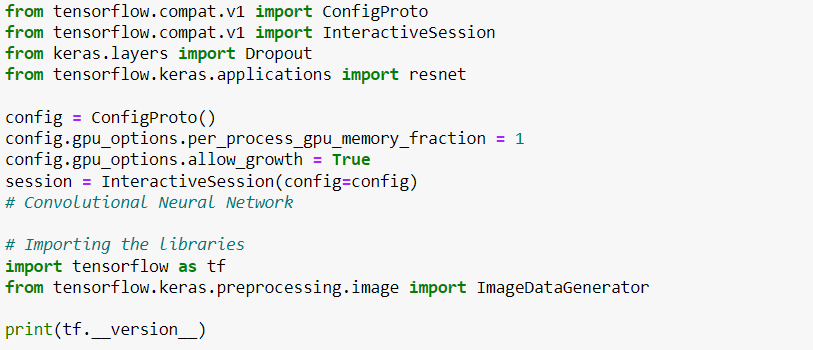 from tensorflow.compat.v1 import ConfigProto
from tensorflow.compat.v1 import InteractiveSession
from keras.layers import Dropout
from tensorflow.keras.applications import resnet
config = ConfigProto()
config.gpu_options.per_process_gpu_memory_fraction = 1
config.gpu_options.allow_growth = True
session = InteractiveSession(config=config)
# Convolutional Neural Network
# Importing the libraries
import tensorflow as tf
from tensorflow.keras.preprocessing.image import ImageDataGenerator
print(tf.__version__)